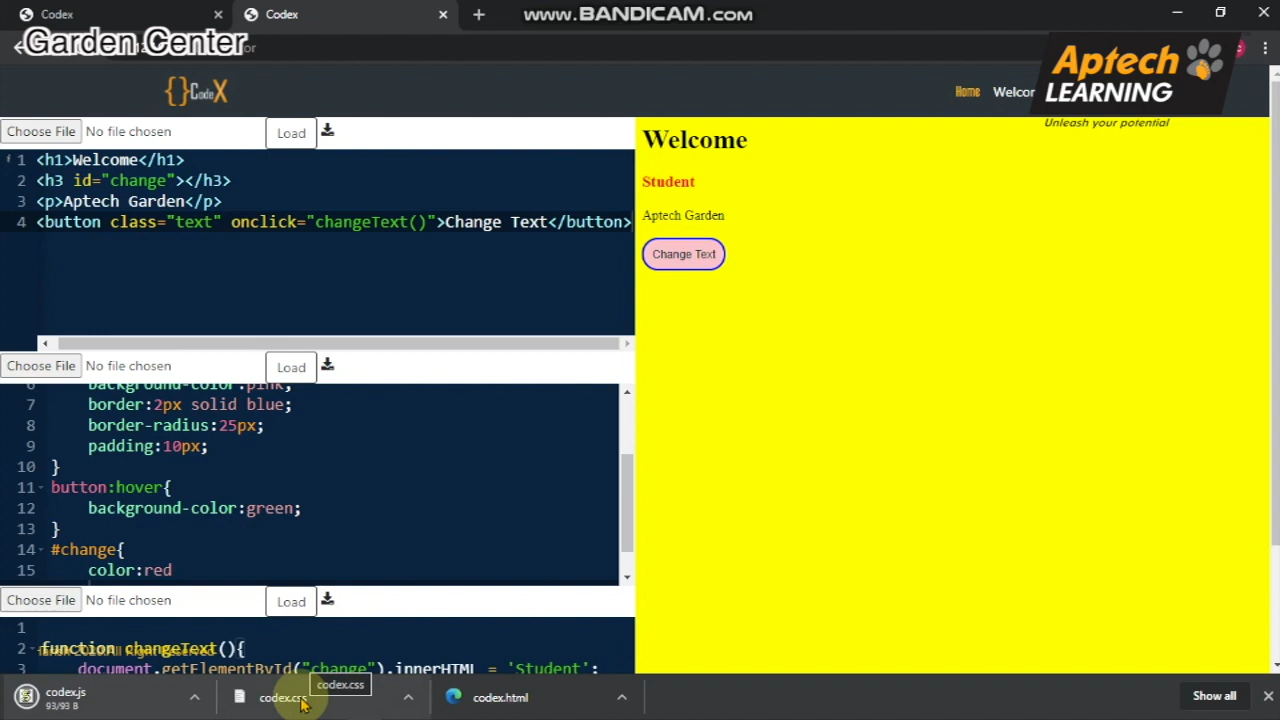 Codex
Codex
www.BANDICAM.com
Garden Center
Aptech
LEARNING
Unleash your potential
{}CodeX
Home Welcom
Choose File No file chosen Load
1 <h1>Welcome</h1>
2 <h3 id="change"></h3>
3 <p>Aptech Garden</p>
4 <button class="text" onclick="changeText()">Change Text</button>
Welcome
Student
Aptech Garden
Change Text
Choose File No file chosen Load
6 background-color:pink;
7 border:2px solid blue;
8 border-radius:25px;
9 padding:10px;
10 }
11 button:hover{
12 background-color:green;
13 }
14 #change{
15 color:red
Choose File No file chosen Load
1
2 function changeText(){
All Right Reserved
3 document.getElementById("change").innerHTML = 'Student';
codex.css
codex.js
93/93 B
codex.css
codex.html
Show all